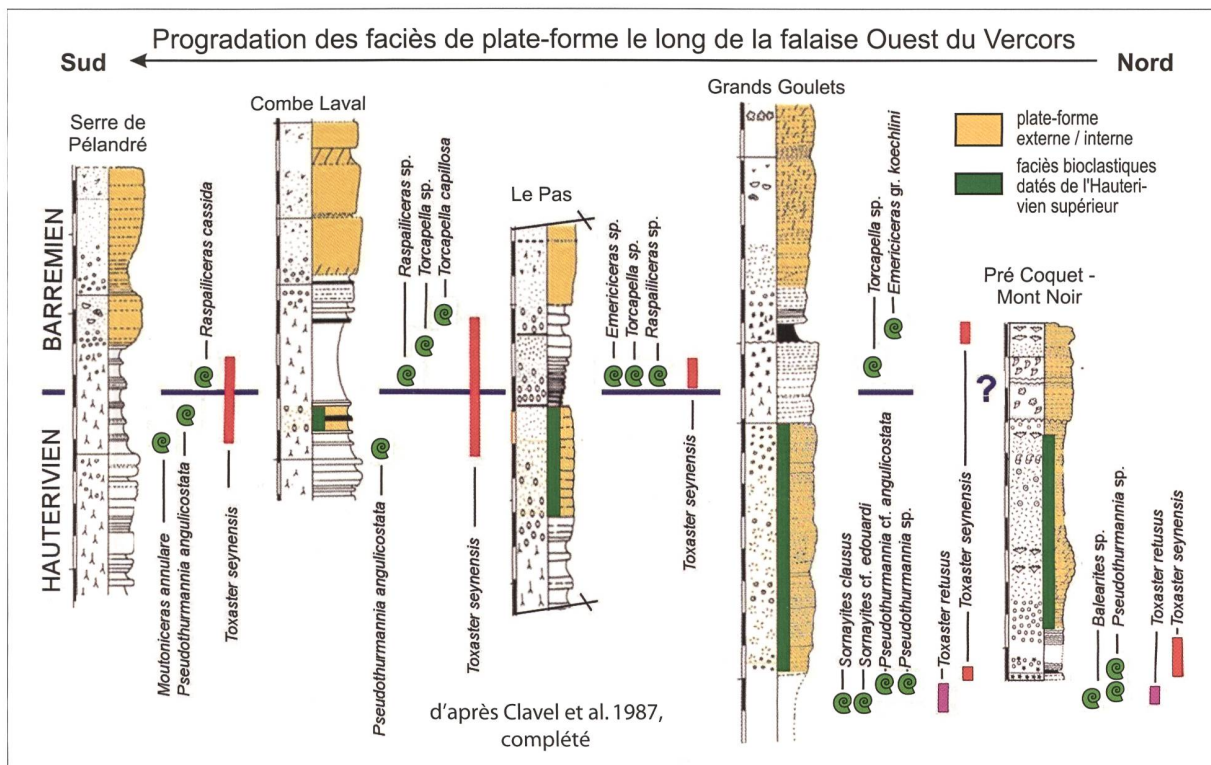 Progradation des faciès de plate-forme le long de la falaise Ouest du Vercors
Sud
Nord
Serre de
Pélandré
Combe Laval
Le Pas
Grands Goulets
Pré Coquet -
Mont Noir
plate-forme
externe / interne
faciès bioclastiques
datés de l'Hauteri-
vien supérieur
BARREMIEN
HAUTERIVIEN
Raspailiceras cassida
Moutoniceras annulare
Pseudothurmannia angulicostata
Toxaster seynensis
Raspailiceras sp.
Torcapella sp.
Torcapella capillosa
Pseudothurmannia angulicostata
Toxaster seynensis
Emericiceras sp.
Torcapella sp.
Raspailiceras sp.
Toxaster seynensis
Torcapella sp.
Emericiceras gr. koechlini
Sornayites clausus
Sornayites cf. edouardi
Pseudothurmannia cf. angulicostata
Pseudothurmannia sp.
Toxaster retusus
Toxaster seynensis
?
Balearites sp.
Pseudothurmannia sp.
Toxaster retusus
Toxaster seynensis
d'après Clavel et al. 1987,
complété